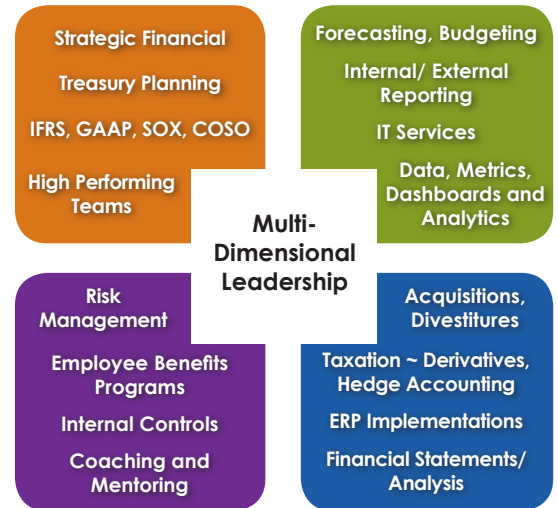 Strategic Financial
Treasury Planning
IFRS, GAAP, SOX, COSO
High Performing
Teams
Forecasting, Budgeting
Internal/ External
Reporting
IT Services
Data, Metrics,
Dashboards and
Analytics
Multi-
Dimensional
Leadership
Risk
Management
Employee Benefits
Programs
Internal Controls
Coaching and
Mentoring
Acquisitions,
Divestitures
Taxation ~ Derivatives,
Hedge Accounting
ERP Implementations
Financial Statements/
Analysis